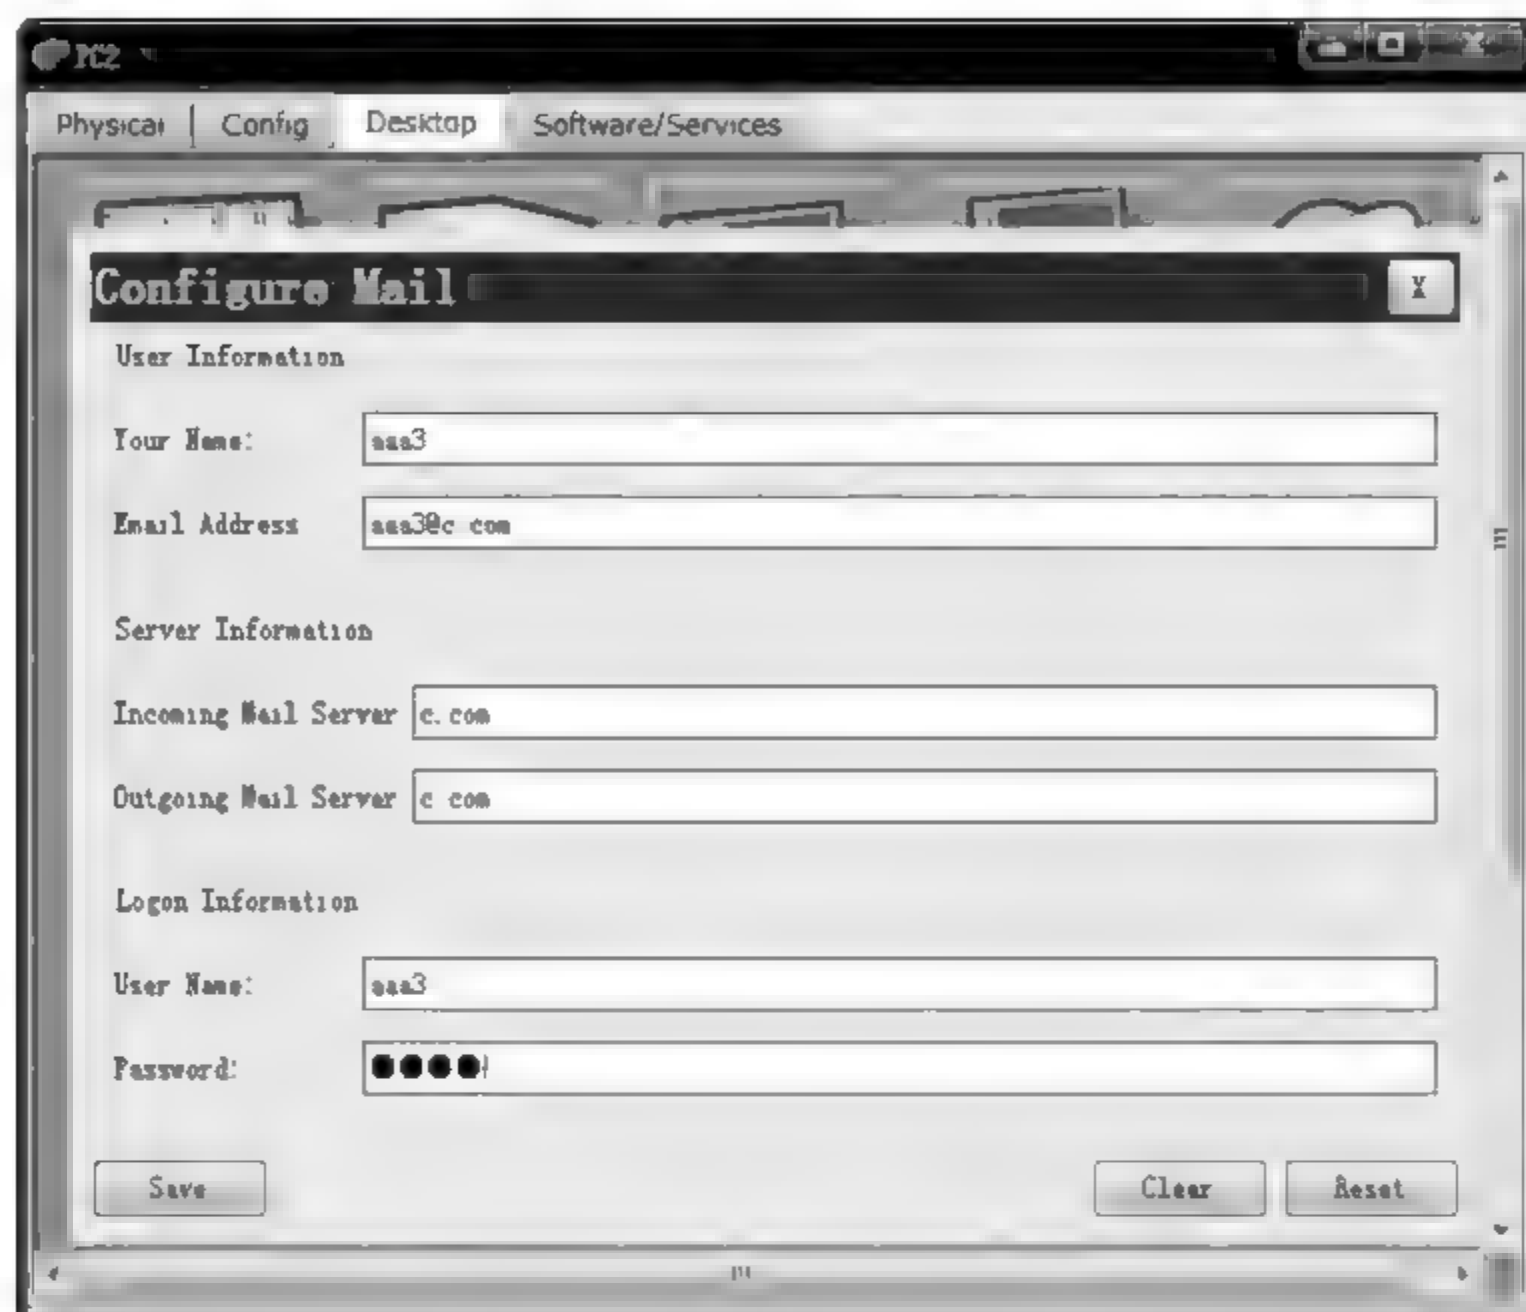 PC2
Physical Config Desktop Software/Services
Configure Mail X
User Information
Your Name: aaa3
Email Address aaa3@c com
Server Information
Incoming Mail Server c.com
Outgoing Mail Server c com
Logon Information
User Name: aaa3
Password: ●●●●
Save Clear Reset